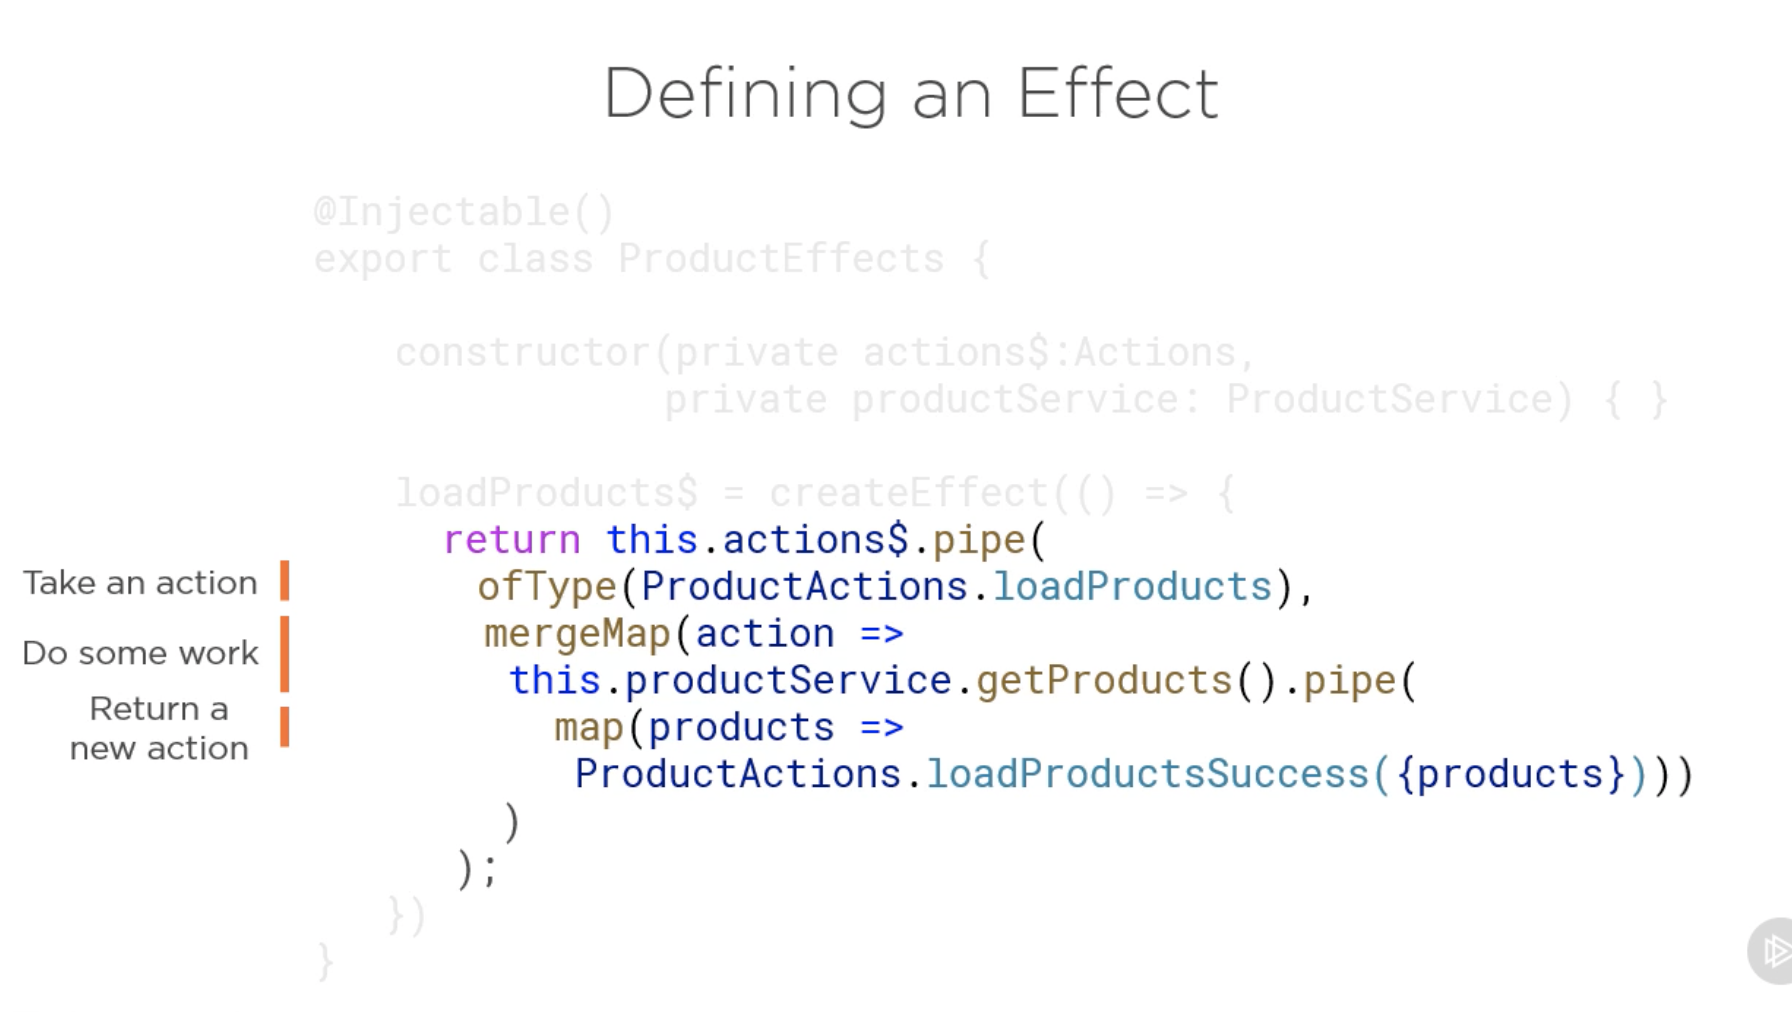 Defining an Effect
@Injectable()
export class ProductEffects {
constructor(private actions$:Actions,
private productService: ProductService) { }
loadProducts$ = createEffect(() => {
return this.actions$.pipe(
Take an action
ofType(ProductActions.loadProducts),
mergeMap(action =>
Do some work
this.productService.getProducts().pipe(
Return a
new action
map(products =>
ProductActions.loadProductsSuccess({products})))
)
);
})
}